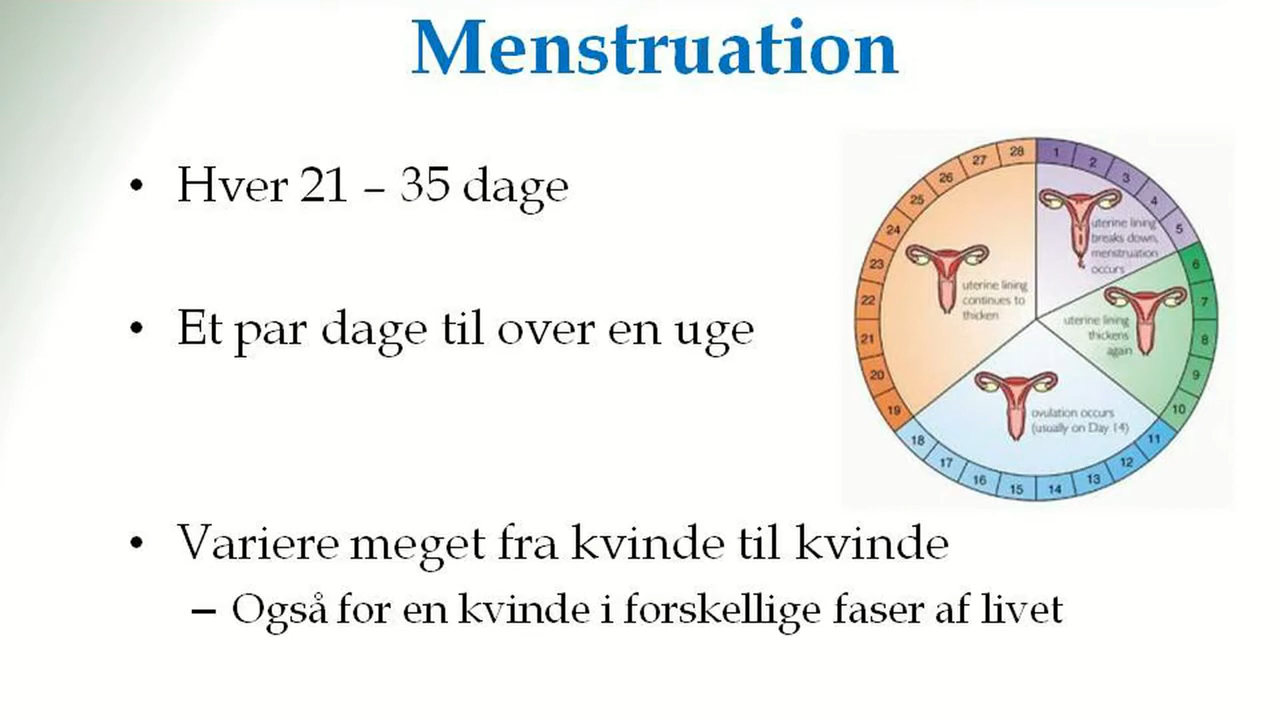 Menstruation
• Hver 21 – 35 dage
• Et par dage til over en uge
• Variere meget fra kvinde til kvinde
– Også for en kvinde i forskellige faser af livet
1
2
3
4
5
6
7
8
9
10
11
12
13
14
15
16
17
18
19
20
21
22
23
24
25
26
27
28
uterine lining
breaks down,
menstruation
occurs
uterine lining
thickens
again
ovulation occurs
(usually on Day 14)
uterine lining
continues to
thicken